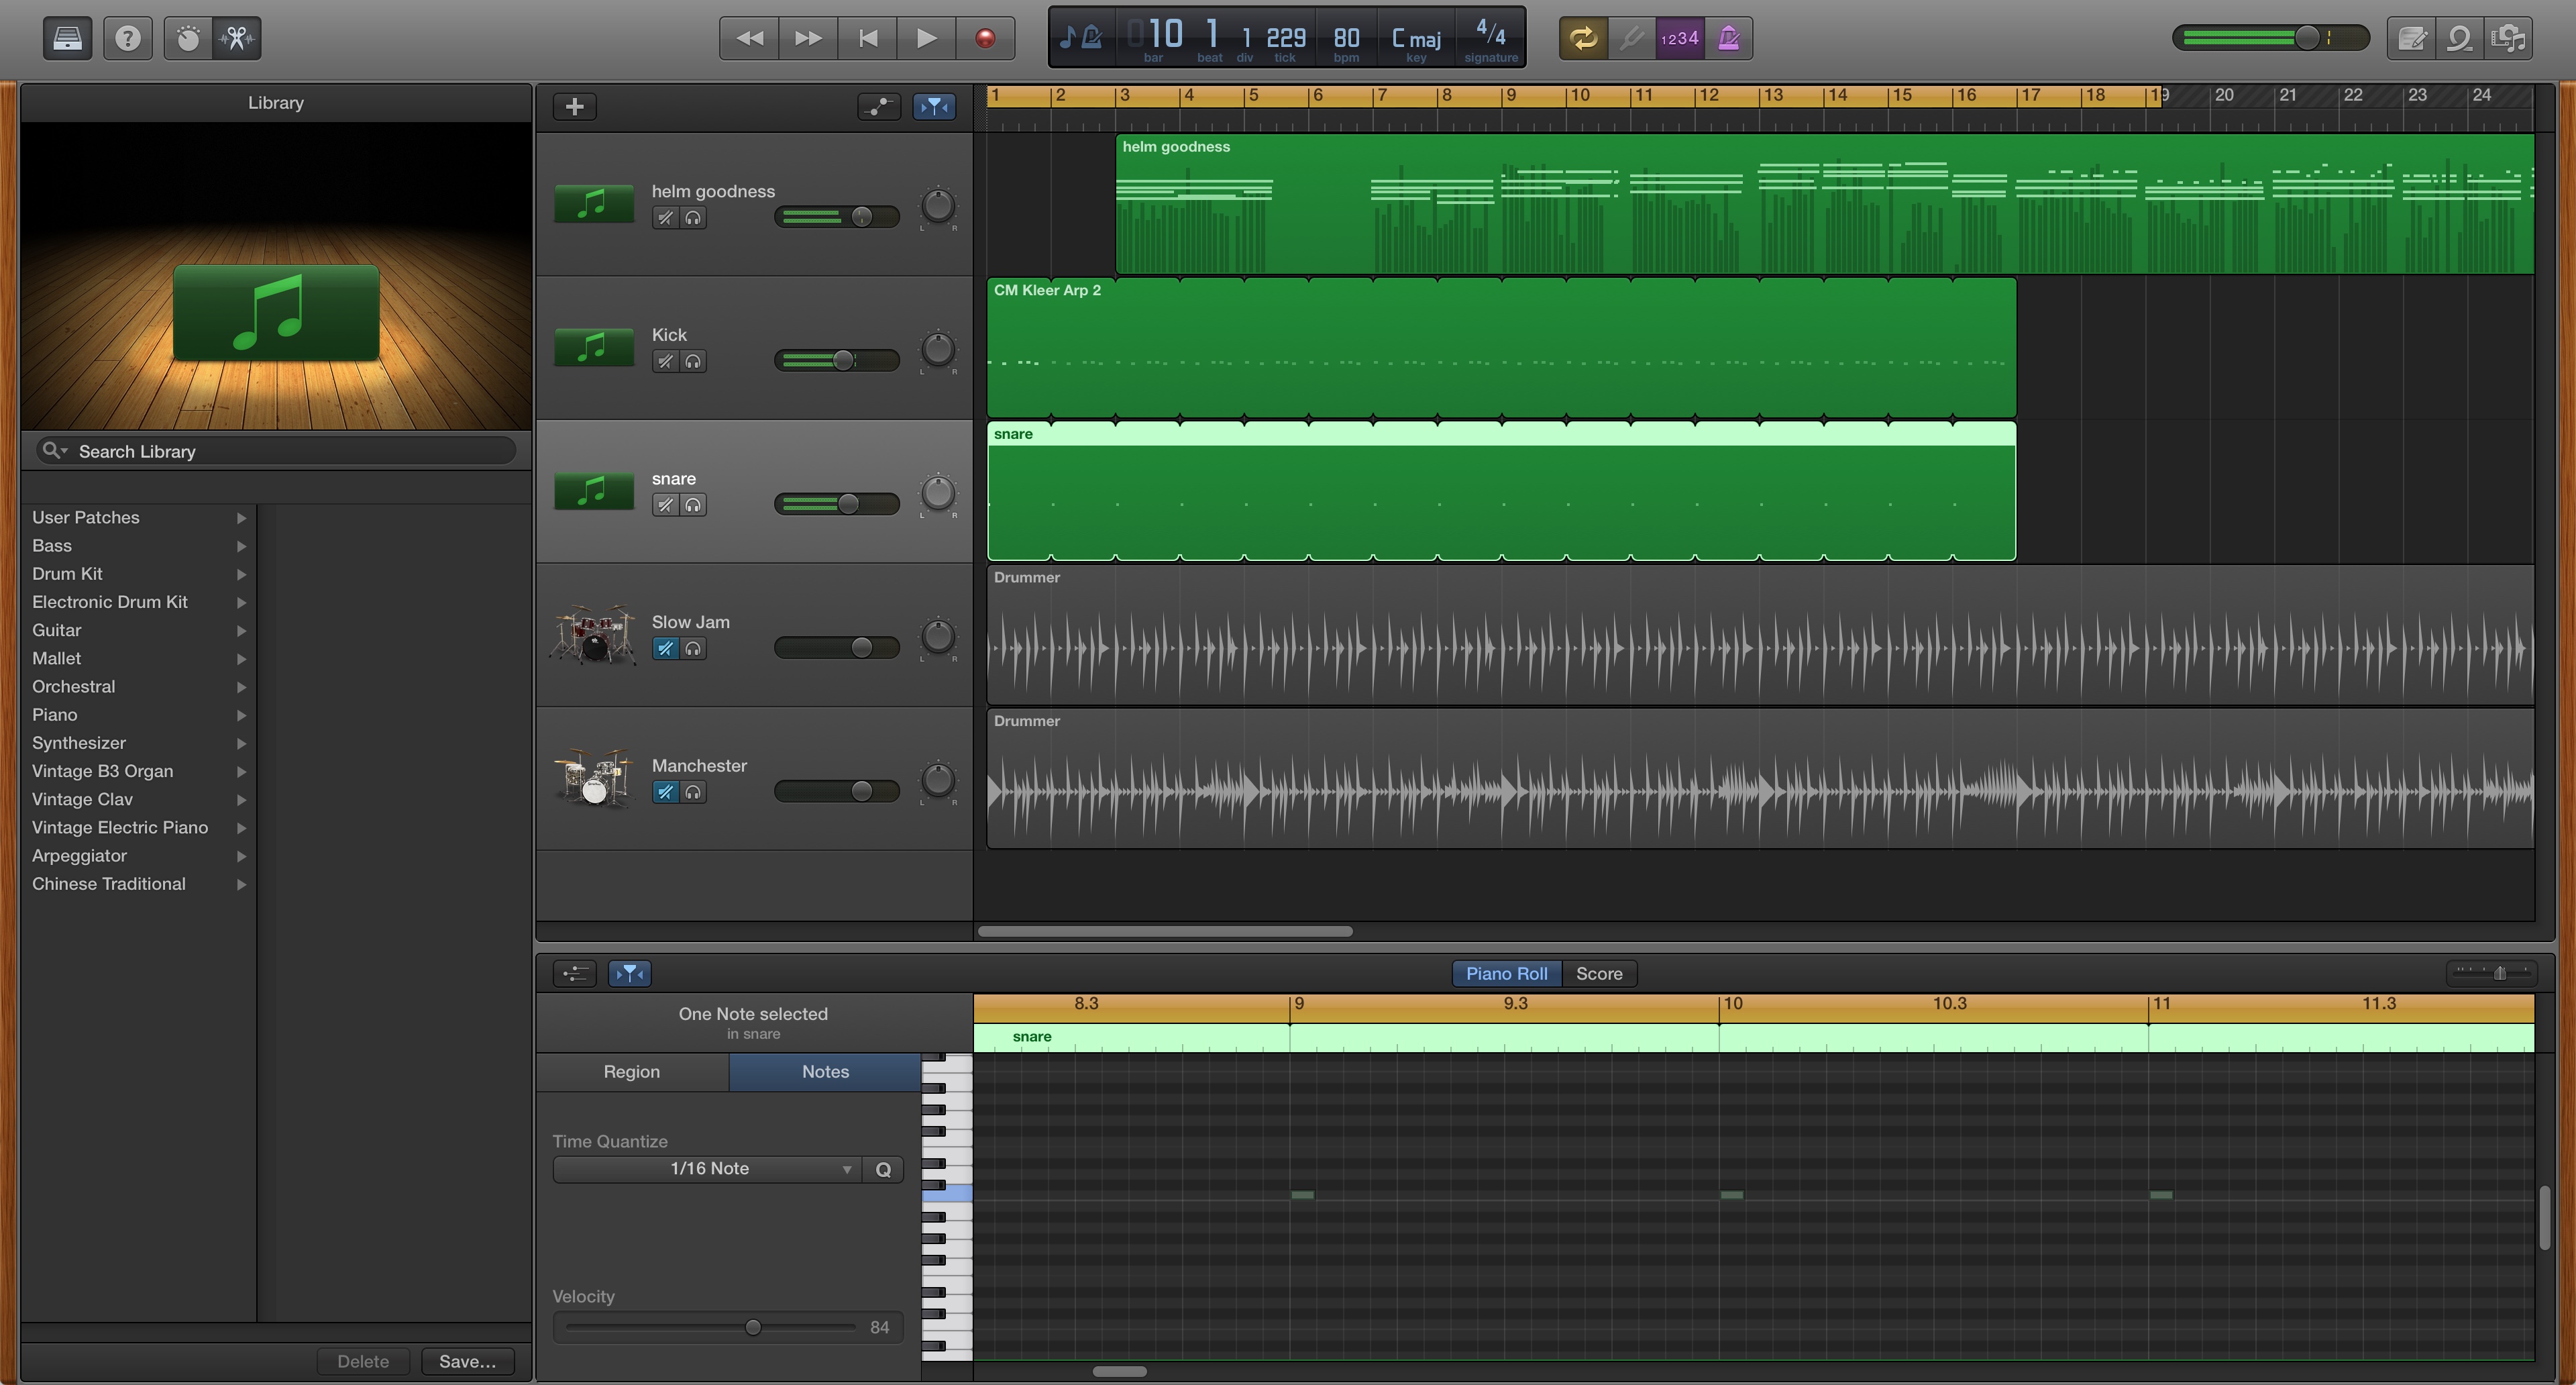 ?
010 1 1 229 80 C maj 4/4
bar beat div tick bpm key signature
1234
Library
Search Library
User Patches
Bass
Drum Kit
Electronic Drum Kit
Guitar
Mallet
Orchestral
Piano
Synthesizer
Vintage B3 Organ
Vintage Clav
Vintage Electric Piano
Arpeggiator
Chinese Traditional
Delete Save...
1 2 3 4 5 6 7 8 9 10 11 12 13 14 15 16 17 18 19 20 21 22 23 24
helm goodness
L R
helm goodness
Kick
L R
CM Kleer Arp 2
snare
L R
snare
Slow Jam
L R
Drummer
Manchester
L R
Drummer
Piano Roll Score
One Note selected
in snare
8.3 9 9.3 10 10.3 11 11.3
snare
Region Notes
Time Quantize
1/16 Note Q
Velocity
84